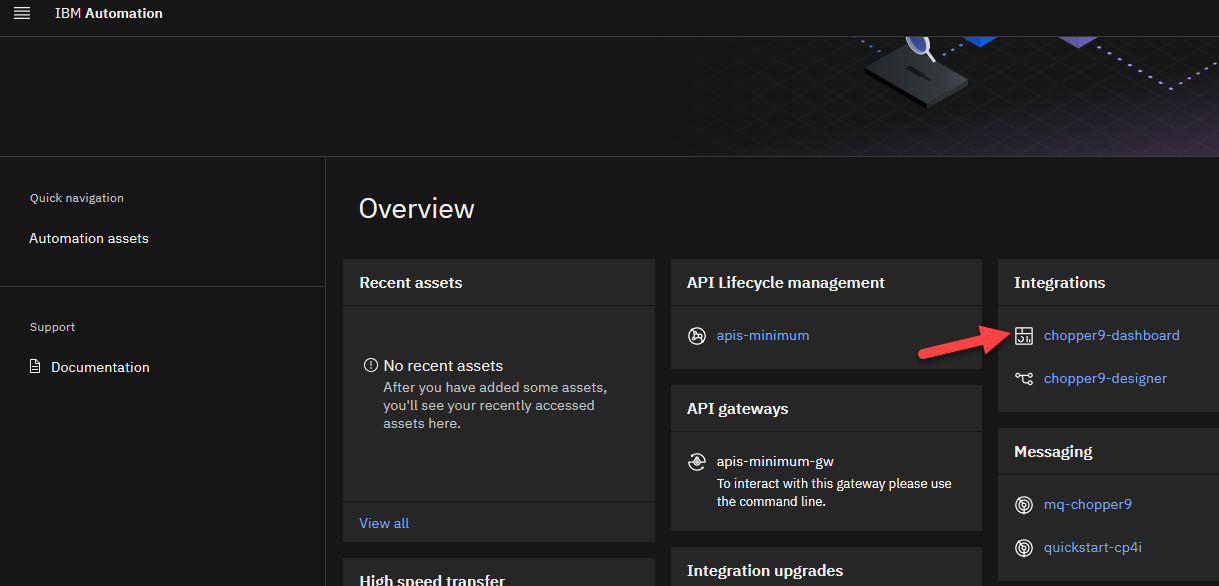 IBM Automation
Quick navigation
Automation assets
Support
Documentation
Overview
Recent assets
No recent assets
After you have added some assets,
you'll see your recently accessed
assets here.
View all
High speed transfer
API Lifecycle management
apis-minimum
API gateways
apis-minimum-gw
To interact with this gateway please use
the command line.
Integration upgrades
Integrations
chopper9-dashboard
chopper9-designer
Messaging
mq-chopper9
quickstart-cp4i